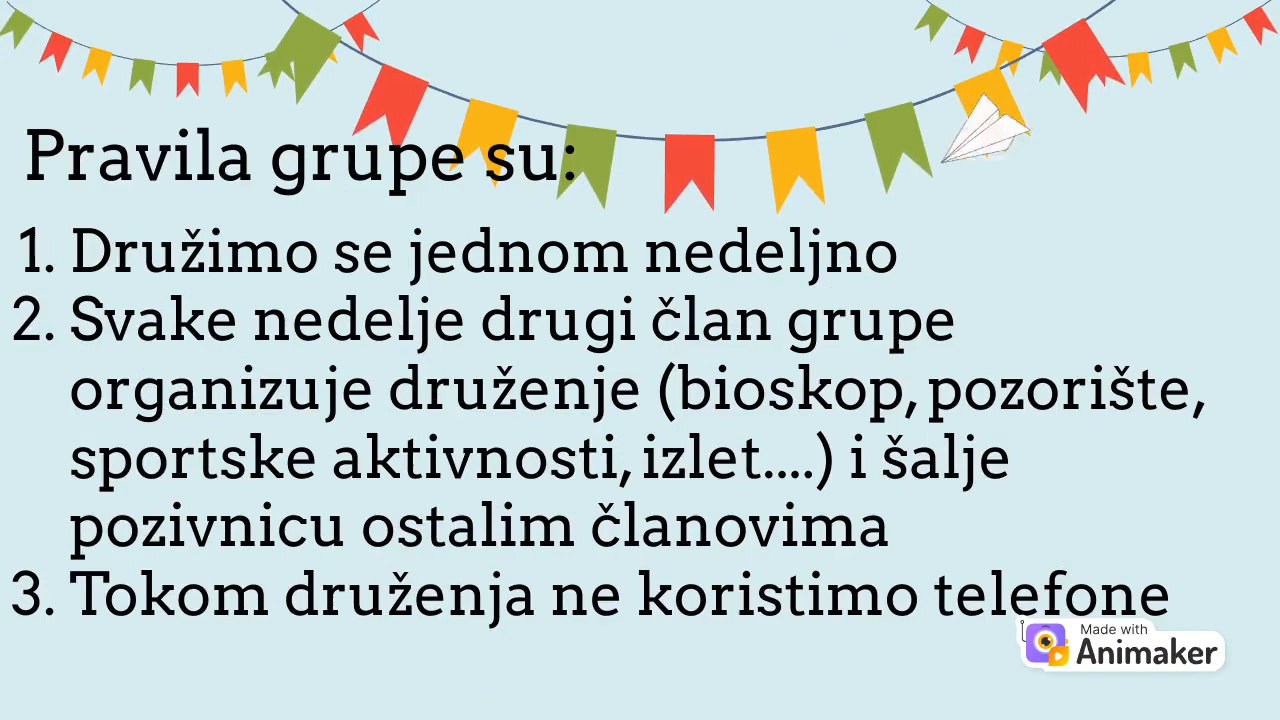 Pravila grupe su:
1. Družimo se jednom nedeljno
2. Svake nedelje drugi član grupe
organizuje druženje (bioskop, pozorište,
sportske aktivnosti, izlet....) i šalje
pozivnicu ostalim članovima
3. Tokom druženja ne koristimo telefone
Made with
Animaker